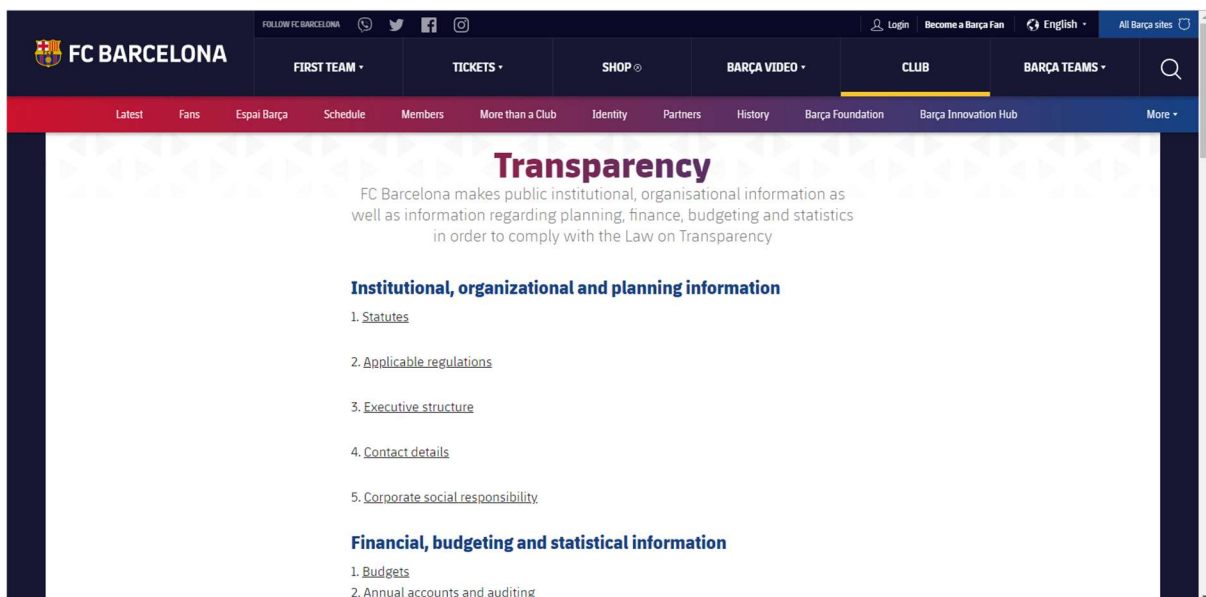 FOLLOW FC BARCELONA
Login Become a Barça Fan English All Barça sites
FC BARCELONA
FIRST TEAM TICKETS SHOP BARÇA VIDEO CLUB BARÇA TEAMS
Latest Fans Espai Barça Schedule Members More than a Club Identity Partners History Barça Foundation Barça Innovation Hub More
Transparency
FC Barcelona makes public institutional, organisational information as
well as information regarding planning, finance, budgeting and statistics
in order to comply with the Law on Transparency
Institutional, organizational and planning information
1. Statutes
2. Applicable regulations
3. Executive structure
4. Contact details
5. Corporate social responsibility
Financial, budgeting and statistical information
1. Budgets
2. Annual accounts and auditing